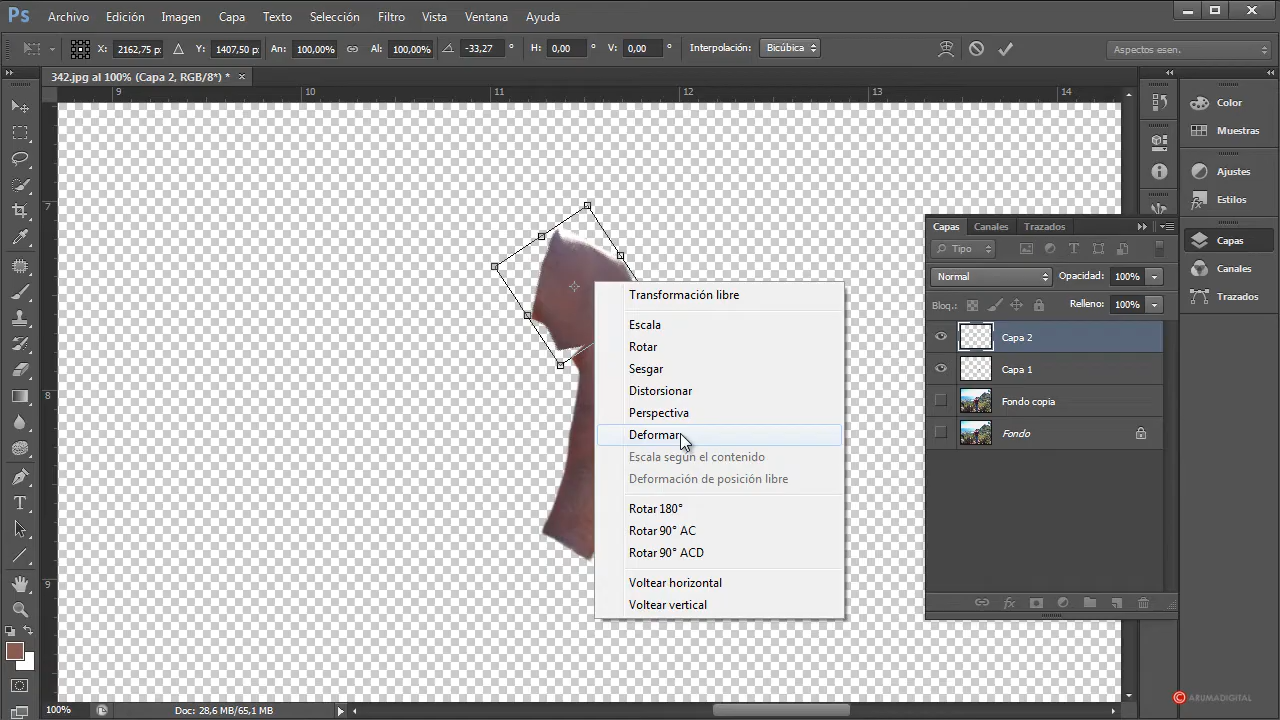 Ps Archivo Edición Imagen Capa Texto Selección Filtro Vista Ventana Ayuda
X: 2162,75 p Y: 1407,50 p An: 100,00% Al: 100,00% -33,27 ° H: 0,00 ° V: 0,00 ° Interpolación: Bicúbica Aspectos esen.
342.jpg al 100% (Capa 2, RGB/8*) * ×
9 10 11 12 13 14
7
8
9
Color
Muestras
Ajustes
Estilos
Capas
Canales
Trazados
Capas Canales Trazados
Tipo
Normal Opacidad: 100%
Bloq.: Relleno: 100%
Capa 2
Capa 1
Fondo copia
Fondo
fx
Transformación libre
Escala
Rotar
Sesgar
Distorsionar
Perspectiva
Deformar
Escala según el contenido
Deformación de posición libre
Rotar 180°
Rotar 90° AC
Rotar 90° ACD
Voltear horizontal
Voltear vertical
100% Doc: 28,6 MB/65,1 MB
© ARUMADIGITAL